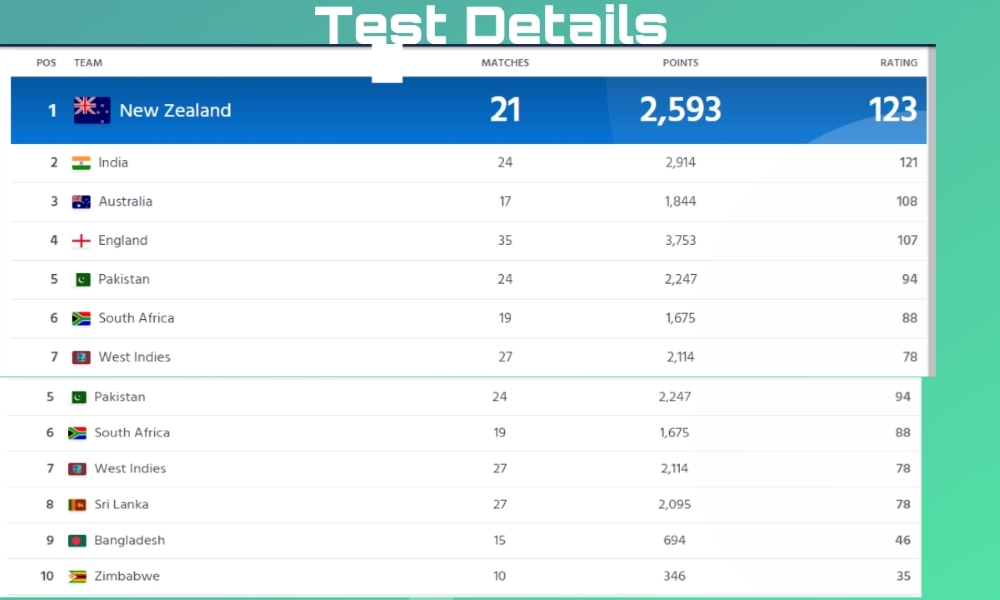 Test Details
POS TEAM MATCHES POINTS RATING
1 New Zealand 21 2,593 123
2 India 24 2,914 121
3 Australia 17 1,844 108
4 England 35 3,753 107
5 Pakistan 24 2,247 94
6 South Africa 19 1,675 88
7 West Indies 27 2,114 78
5 Pakistan 24 2,247 94
6 South Africa 19 1,675 88
7 West Indies 27 2,114 78
8 Sri Lanka 27 2,095 78
9 Bangladesh 15 694 46
10 Zimbabwe 10 346 35